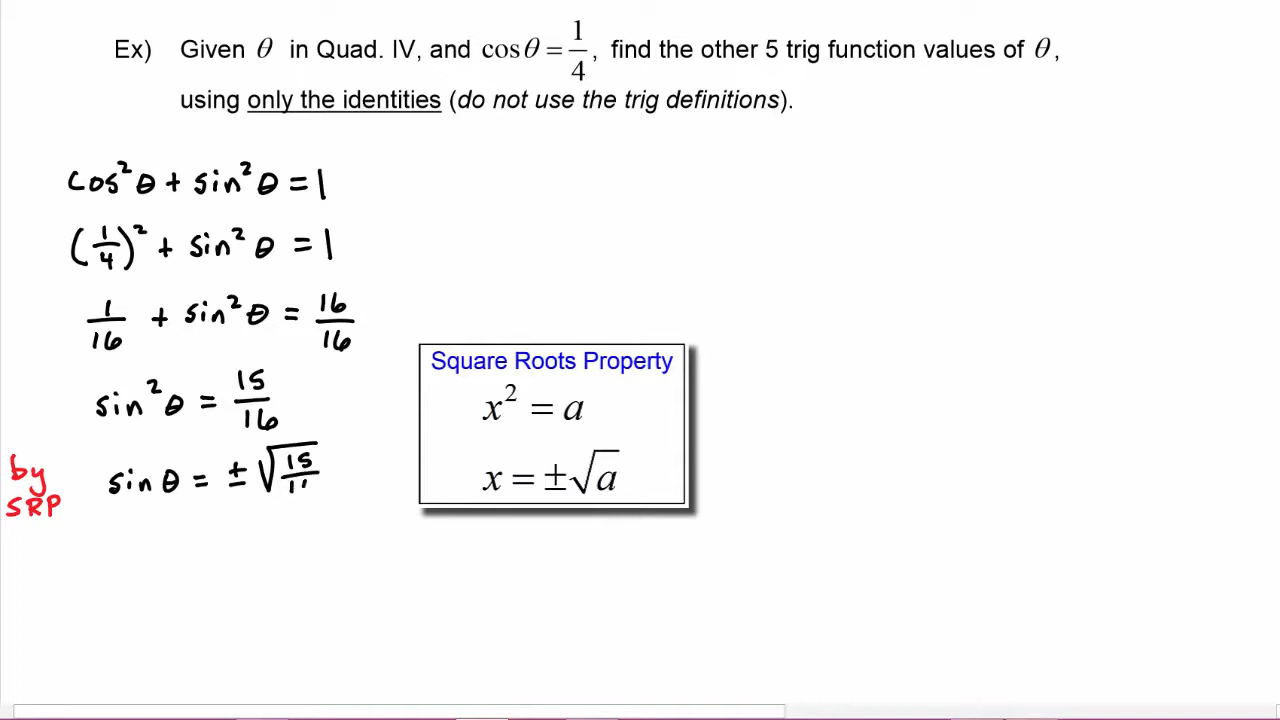 Ex) Given θ in Quad. IV, and cosθ = 1/4, find the other 5 trig function values of θ,
using only the identities (do not use the trig definitions).
cos²θ + sin²θ = 1
(1/4)² + sin²θ = 1
1/16 + sin²θ = 16/16
sin²θ = 15/16
by
SRP
sinθ = ± √15/1
Square Roots Property
x² = a
x = ±√a